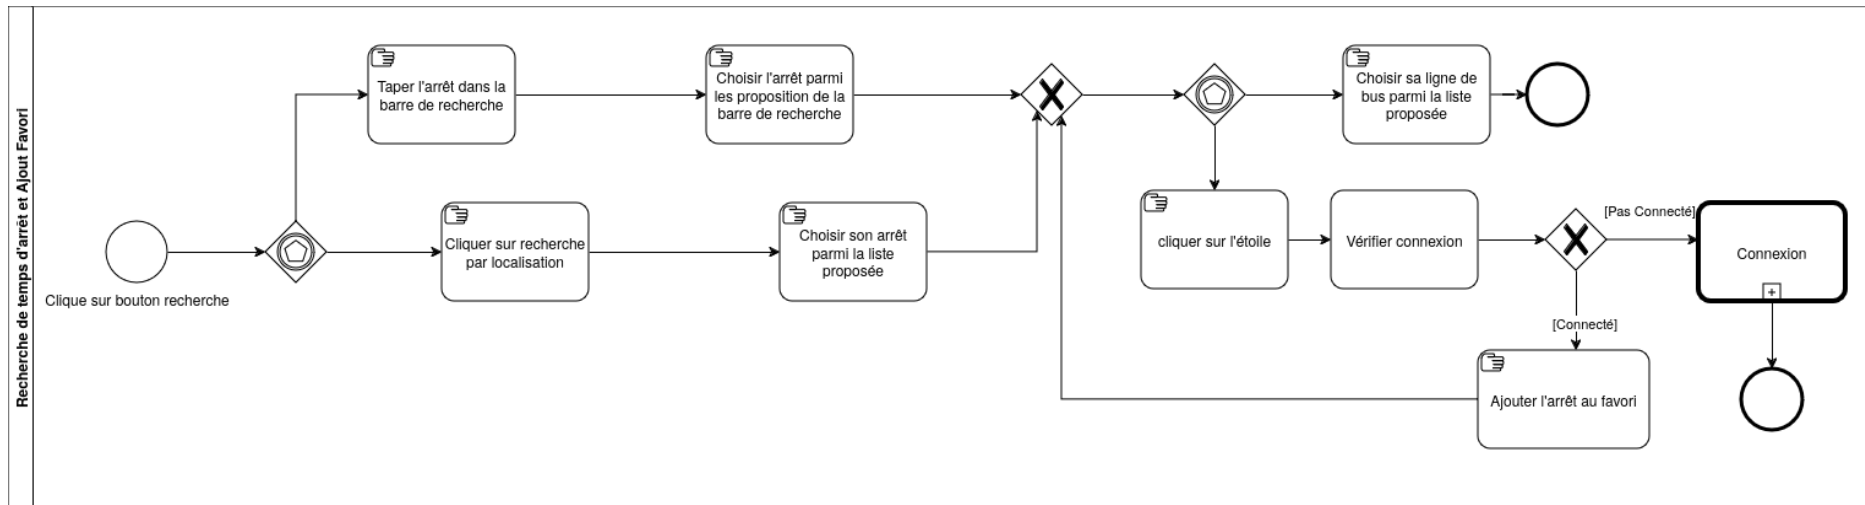 Recherche de temps d'arrêt et Ajout Favori
Clique sur bouton recherche
Taper l'arrêt dans la
barre de recherche
Choisir l'arrêt parmi
les proposition de la
barre de recherche
Cliquer sur recherche
par localisation
Choisir son arrêt
parmi la liste
proposée
Choisir sa ligne de
bus parmi la liste
proposée
cliquer sur l'étoile
Vérifier connexion
[Pas Connecté]
Connexion
[Connecté]
Ajouter l'arrêt au favori